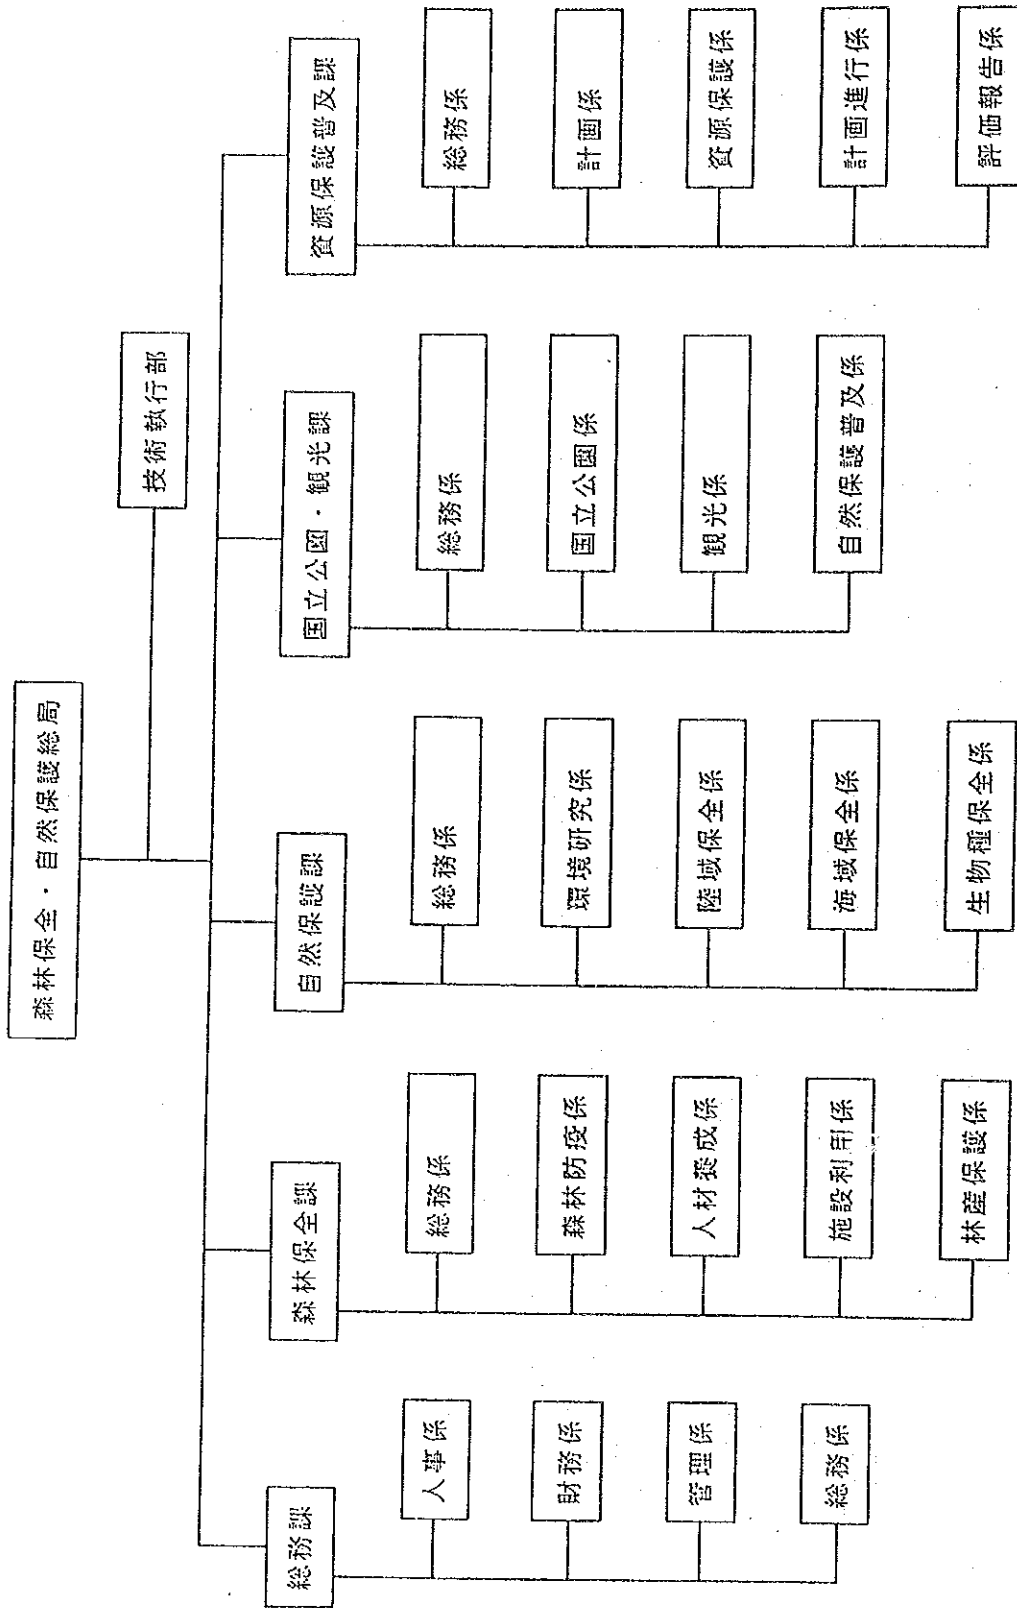 森林保全・自然保護総局
技術執行部
総務課
人事係
財務係
管理係
総務係
森林保全課
総務係
森林防疫係
人材養成係
施設利用係
林産保護係
自然保護課
総務係
環境研究係
陸域保全係
海域保全係
生物種保全係
国立公園・観光課
総務係
国立公園係
観光係
自然保護普及係
資源保護普及課
総務係
計画係
資源保護係
計画進行係
評価報告係